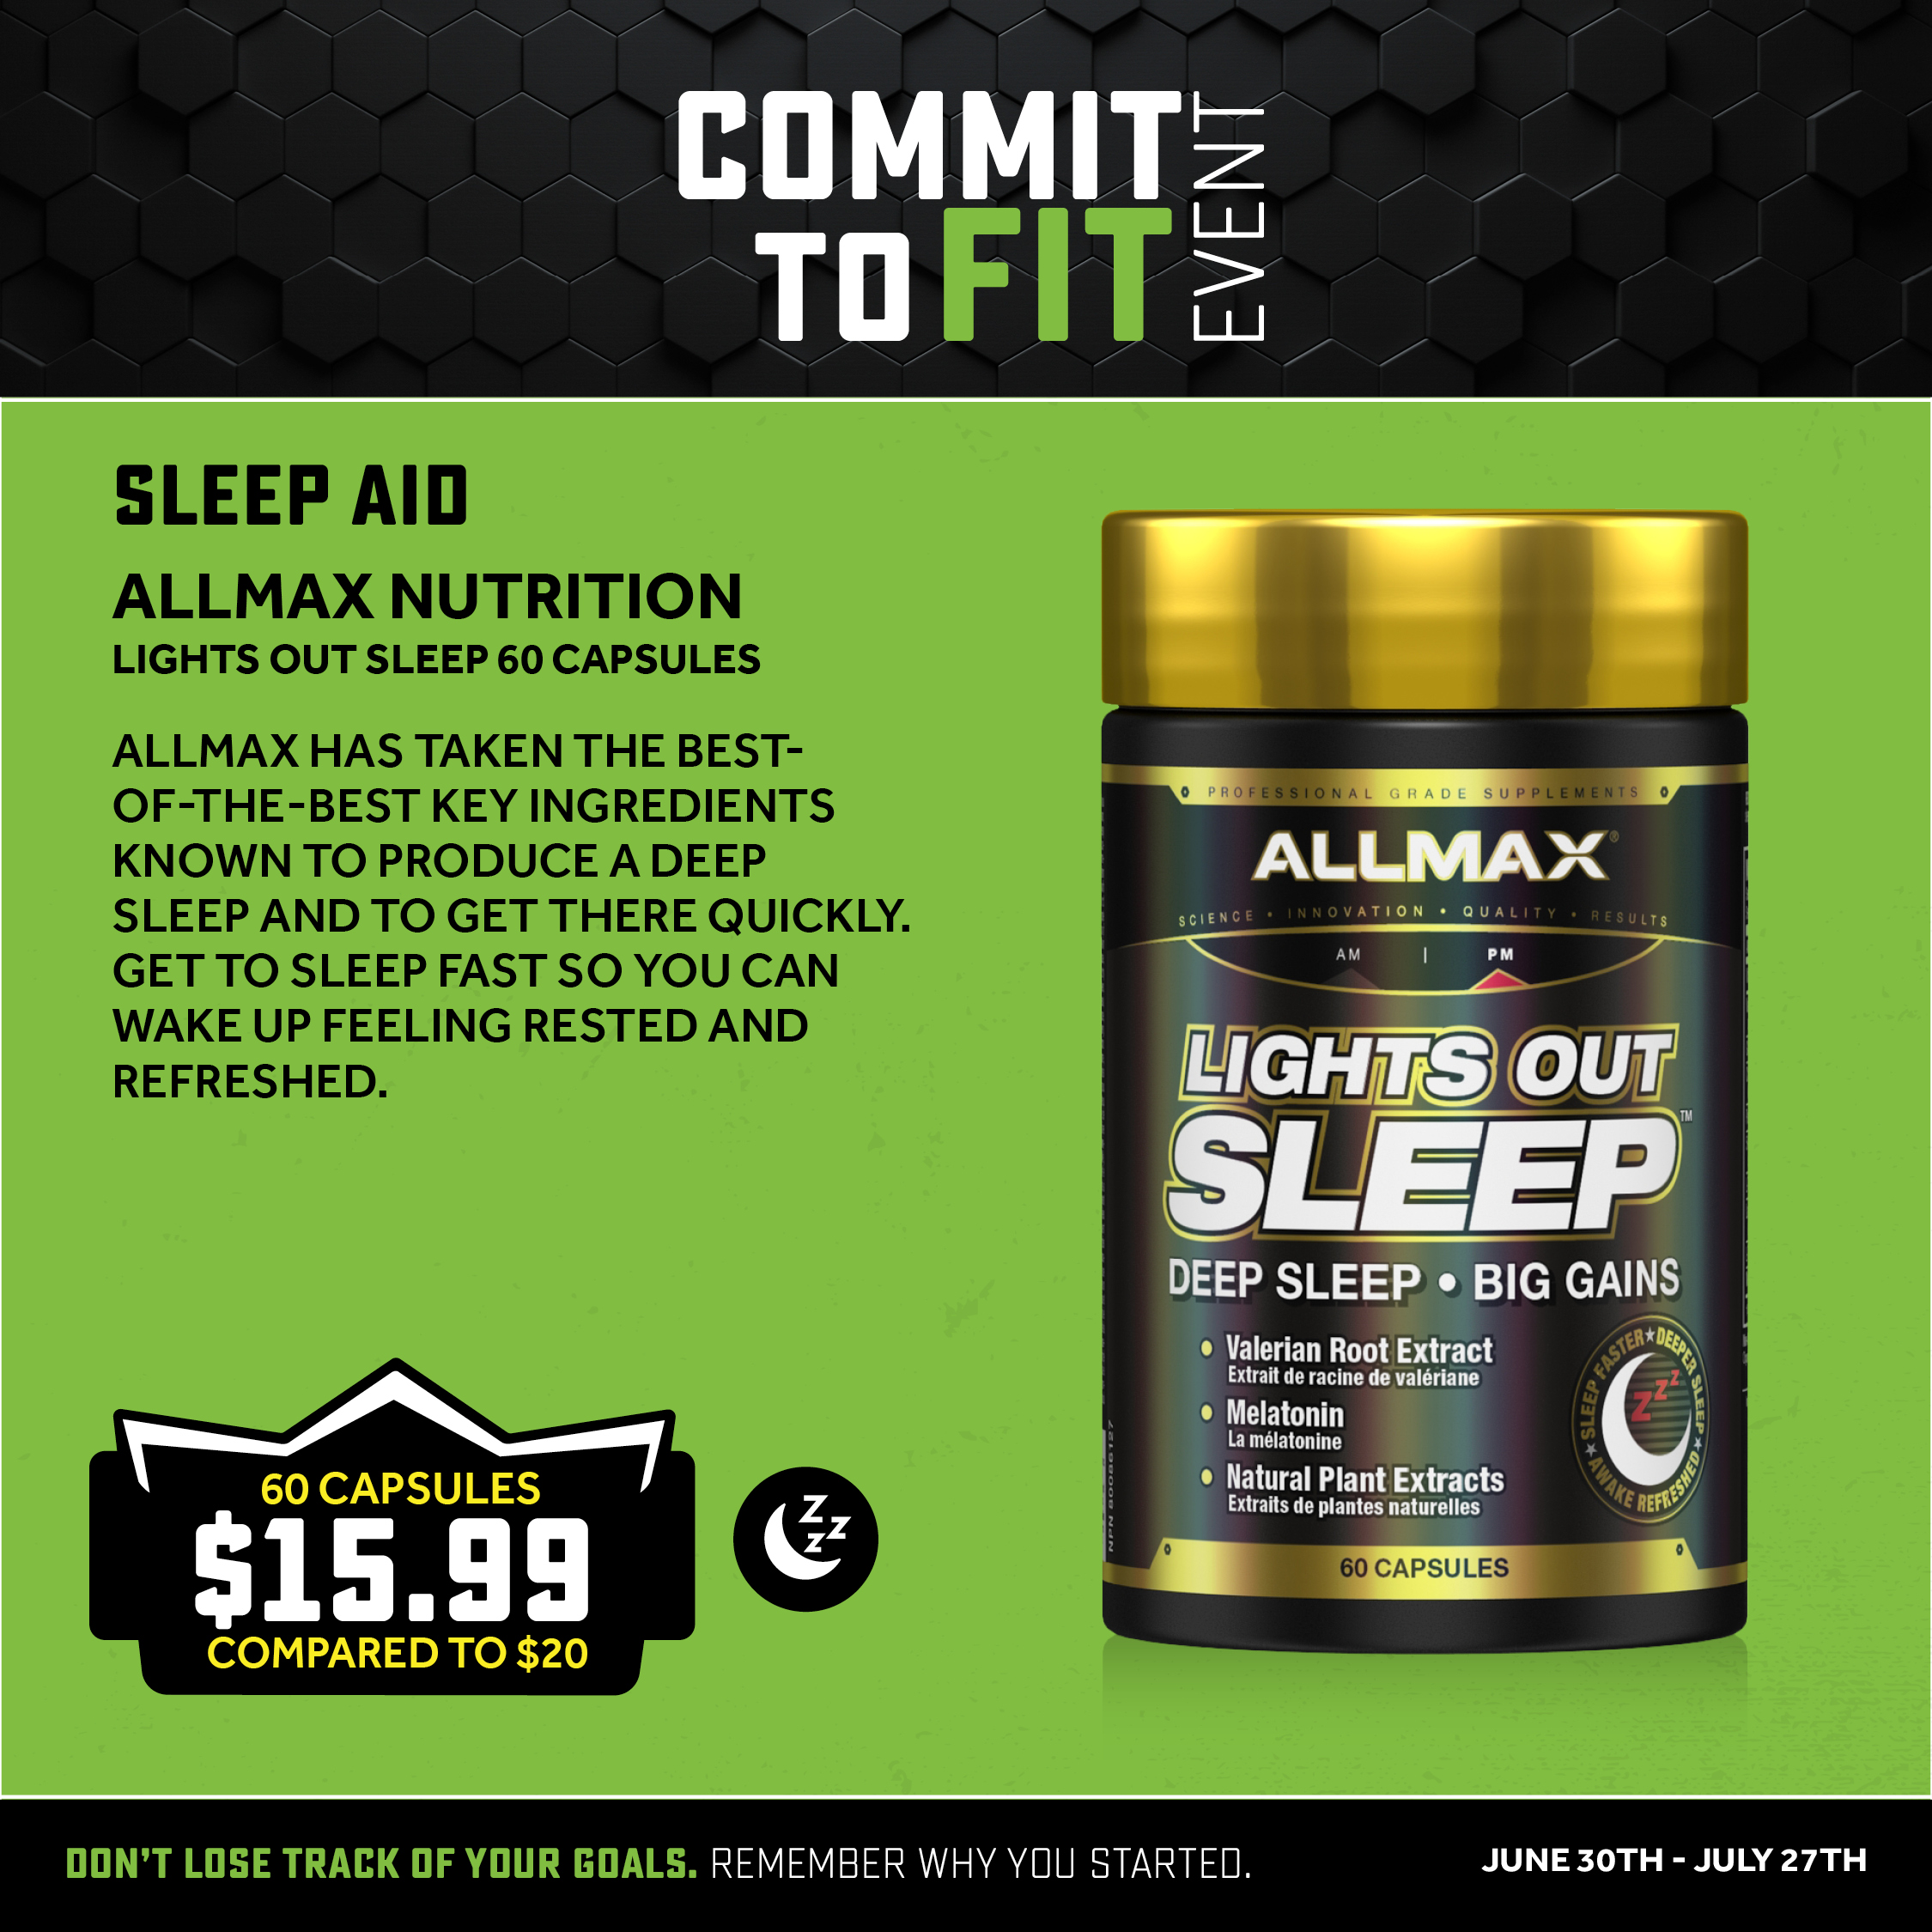 COMMIT
TO FIT
EVENT
SLEEP AID
ALLMAX NUTRITION
LIGHTS OUT SLEEP 60 CAPSULES
ALLMAX HAS TAKEN THE BEST-
OF-THE-BEST KEY INGREDIENTS
KNOWN TO PRODUCE A DEEP
SLEEP AND TO GET THERE QUICKLY.
GET TO SLEEP FAST SO YOU CAN
WAKE UP FEELING RESTED AND
REFRESHED.
60 CAPSULES
$15.99
COMPARED TO $20
Z Z Z
PROFESSIONAL GRADE SUPPLEMENTS
ALLMAX®
SCIENCE • INNOVATION • QUALITY • RESULTS
AM | PM
LIGHTS OUT
SLEEP™
DEEP SLEEP • BIG GAINS
• Valerian Root Extract
Extrait de racine de valériane
• Melatonin
La mélatonine
• Natural Plant Extracts
Extraits de plantes naturelles
SLEEP FASTER ★ DEEPER SLEEP ★ AWAKE REFRESHED ★
Z Z Z
60 CAPSULES
DON'T LOSE TRACK OF YOUR GOALS. REMEMBER WHY YOU STARTED.
JUNE 30TH - JULY 27TH